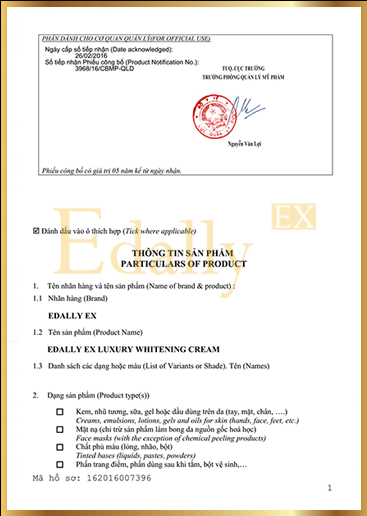 PHẦN DÀNH CHO CƠ QUAN QUẢN LÝ(FOR OFFICIAL USE)
Ngày cấp số tiếp nhận (Date acknowledged):
26/02/2016
Số tiếp nhận Phiếu công bố (Product Notification No.):
3968/16/CBMP-QLD
TUQ. CỤC TRƯỞNG
TRƯỞNG PHÒNG QUẢN LÝ MỸ PHẨM
Nguyễn Văn Lợi
Phiếu công bố có giá trị 05 năm kể từ ngày nhận.
Edally EX
Đánh dấu vào ô thích hợp (Tick where applicable)
THÔNG TIN SẢN PHẨM
PARTICULARS OF PRODUCT
1. Tên nhãn hàng và tên sản phẩm (Name of brand & product) :
1.1 Nhãn hàng (Brand)
EDALLY EX
1.2 Tên sản phẩm (Product Name)
EDALLY EX LUXURY WHITENING CREAM
1.3 Danh sách các dạng hoặc màu (List of Variants or Shade). Tên (Names)
2. Dạng sản phẩm (Product type(s))
Kem, nhũ tương, sữa, gel hoặc dầu dùng trên da (tay, mặt, chân, ….)
Creams, emulsions, lotions, gels and oils for skin (hands, face, feet, etc.)
Mặt nạ (chỉ trừ sản phẩm làm bong da nguồn gốc hoá học)
Face masks (with the exception of chemical peeling products)
Chất phủ màu (lỏng, nhão, bột)
Tinted bases (liquids, pastes, powders)
Phấn trang điểm, phấn dùng sau khi tắm, bột vệ sinh,…
Mã hồ sơ: 162016007396
1